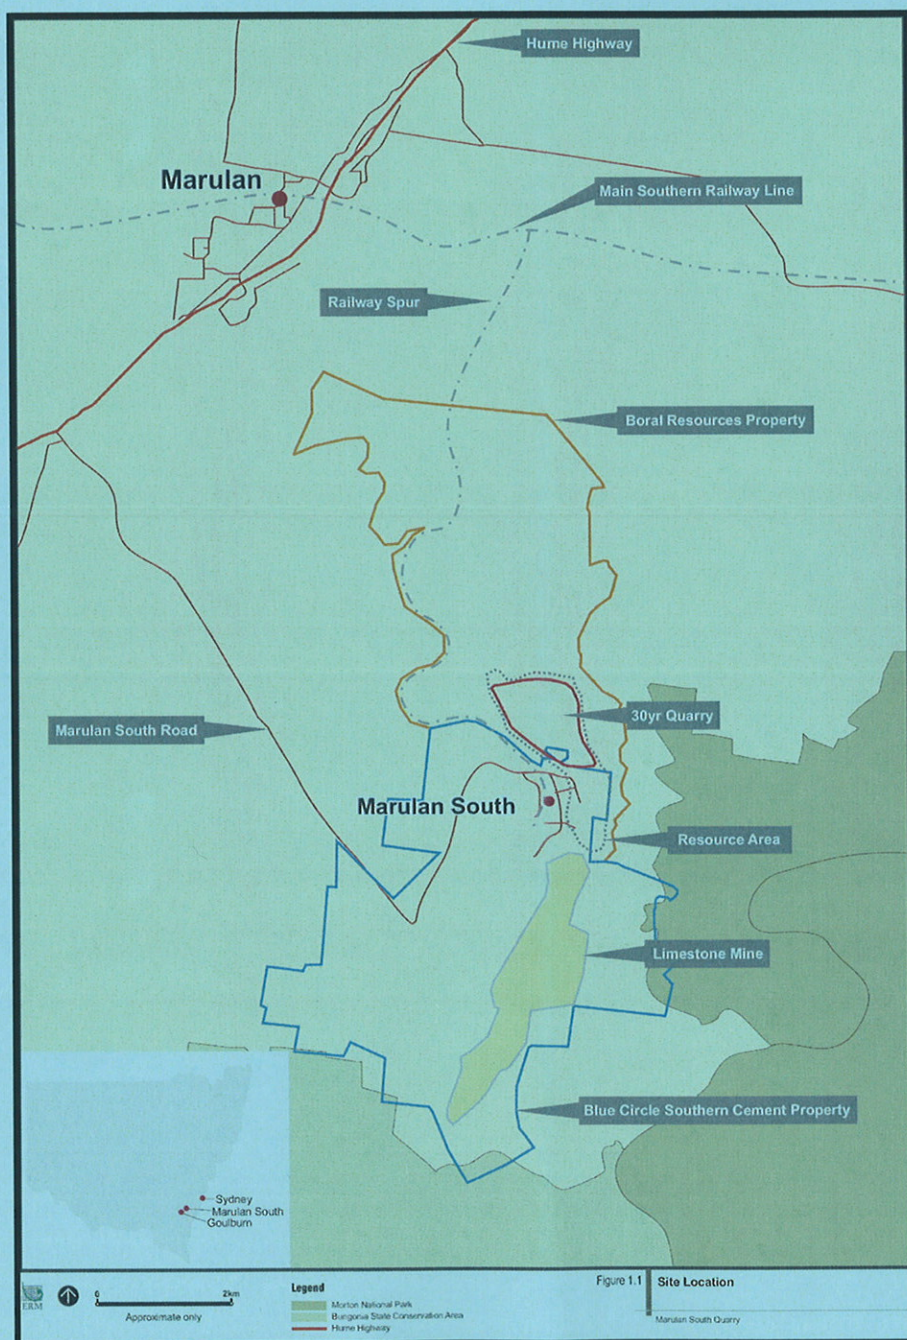 Hume Highway
Marulan
Main Southern Railway Line
Railway Spur
Boral Resources Property
30yr Quarry
Marulan South Road
Marulan South
Resource Area
Limestone Mine
Blue Circle Southern Cement Property
Sydney
Marulan South
Goulburn
ERM
0 2km
Approximate only
Legend
Morton National Park
Bungonia State Conservation Area
Hume Highway
Figure 1.1
Site Location
Marulan South Quarry